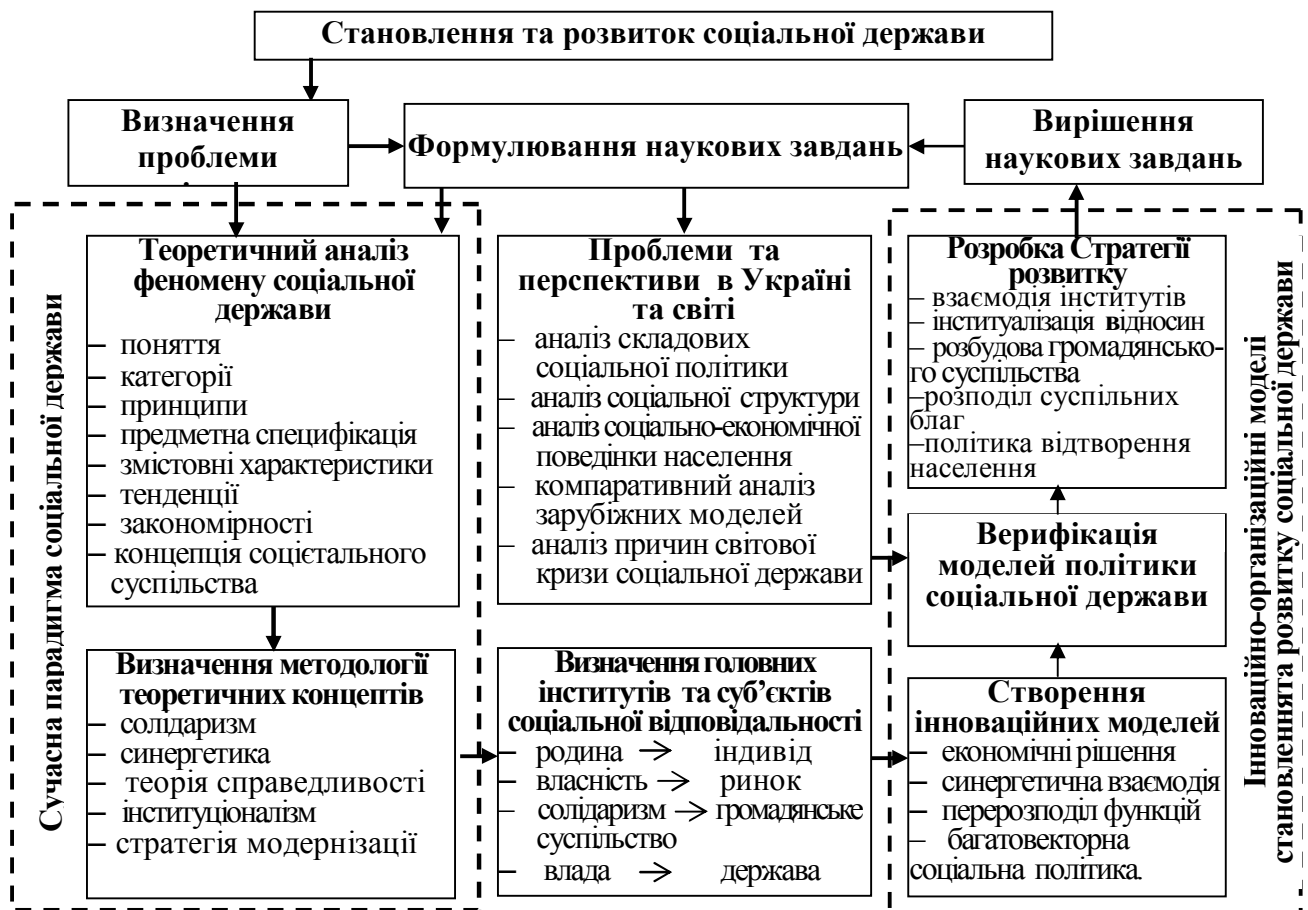 Становлення та розвиток соціальної держави
Визначення
проблеми
Формулювання наукових завдань
Вирішення
наукових завдань
Сучасна парадигма соціальної держави
Теоретичний аналіз
феномену соціальної
держави
– поняття
– категорії
– принципи
– предметна специфікація
– змістовні характеристики
– тенденції
– закономірності
– концепція соцієтального
суспільства
Проблеми та
перспективи в Україні
та світі
– аналіз складових
соціальної політики
– аналіз соціальної структури
– аналіз соціально-економічної
поведінки населення
– компаративний аналіз
зарубіжних моделей
– аналіз причин світової
кризи соціальної держави
Розробка Стратегії
розвитку
– взаємодія інститутів
– інституалізація відносин
– розбудова громадянсько-
го суспільства
–розподіл суспільних
благ
–політика відтворення
населення
Верифікація
моделей політики
соціальної держави
Визначення методології
теоретичних концептів
– солідаризм
– синергетика
– теорія справедливості
– інституціоналізм
– стратегія модернізації
Визначення головних
інститутів та суб’єктів
соціальної відповідальності
– родина → індивід
– власність → ринок
– солідаризм → громадянське
суспільство
– влада → держава
Створення
інноваційних моделей
– економічні рішення
– синергетична взаємодія
– перерозподіл функцій
– багатовекторна
соціальна політика.
Інноваційно-організаційні моделі
становленнята розвитку соціальної держави